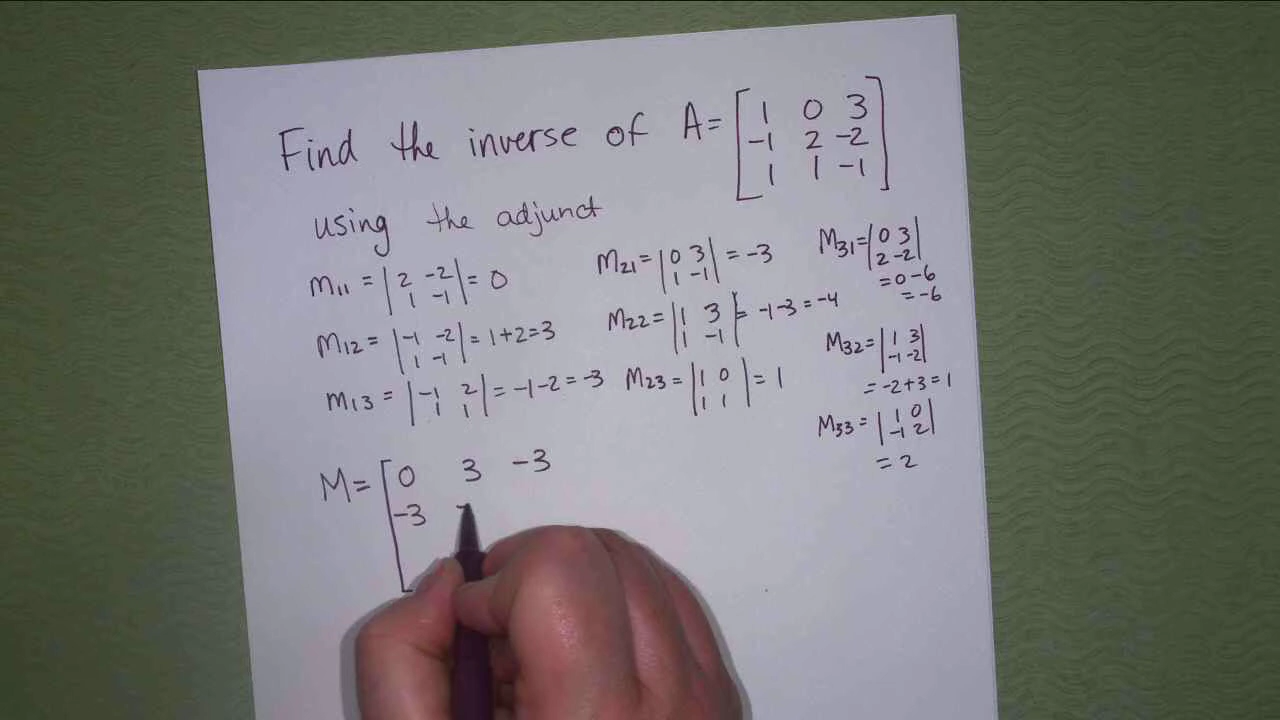 Find the inverse of A = [1 0 3
-1 2 -2
1 1 -1]
using the adjunct
M11 = |2 -2
1 -1| = 0
M12 = |-1 -2
1 -1| = 1+2=3
M13 = |-1 2
1 1| = -1-2 = -3
M21 = |0 3
1 -1| = -3
M22 = |1 3
1 -1| = -1-3 = -4
M23 = |1 0
1 1| = 1
M31 = |0 3
2 -2|
= 0-6
= -6
M32 = |1 3
-1 -2|
= -2+3 = 1
M33 = |1 0
-1 2|
= 2
M = [0 3 -3
-3 -